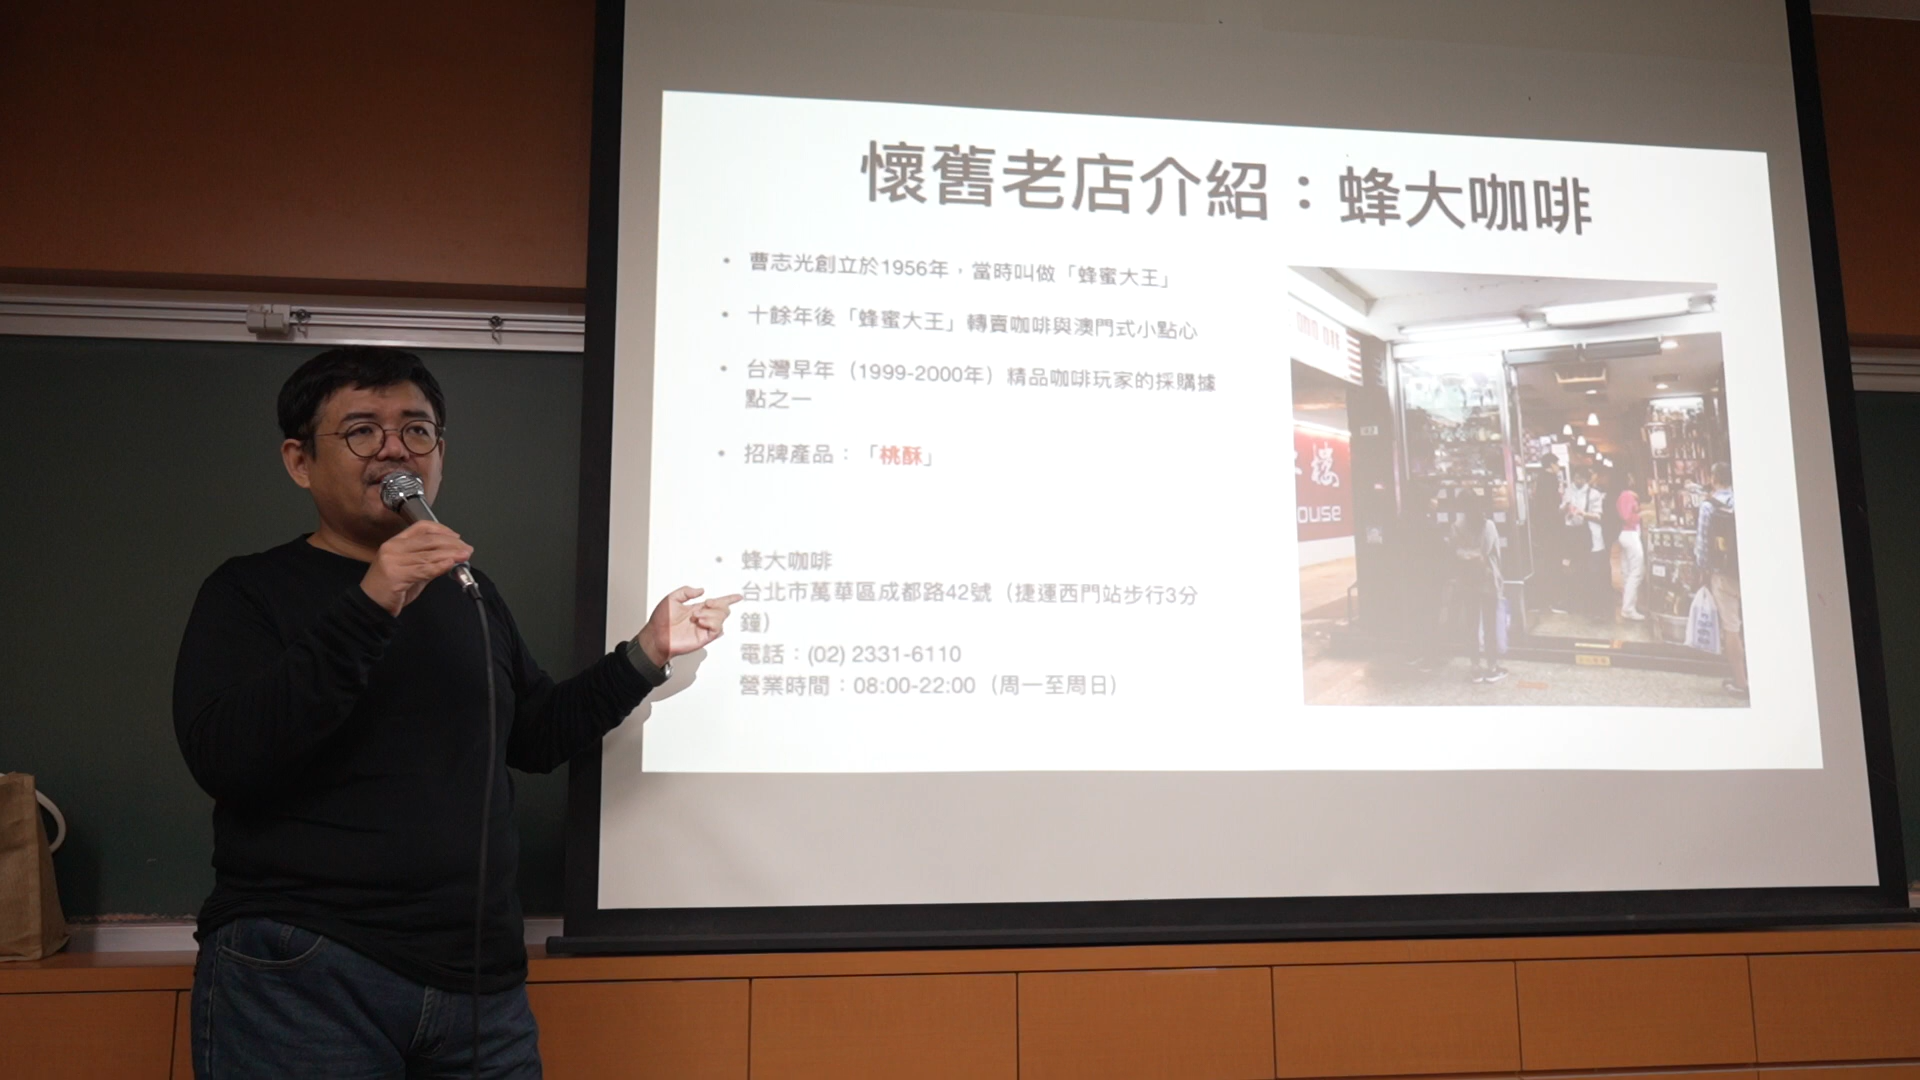 懷舊老店介紹：蜂大咖啡
• 曹志光創立於1956年，當時叫做「蜂蜜大王」
• 十餘年後「蜂蜜大王」轉賣咖啡與澳門式小點心
• 台灣早年（1999-2000年）精品咖啡玩家的採購據
點之一
• 招牌產品：「桃酥」
• 蜂大咖啡
台北市萬華區成都路42號（捷運西門站步行3分
鐘）
電話：(02) 2331-6110
營業時間：08:00-22:00（周一至周日）
樓
ouse